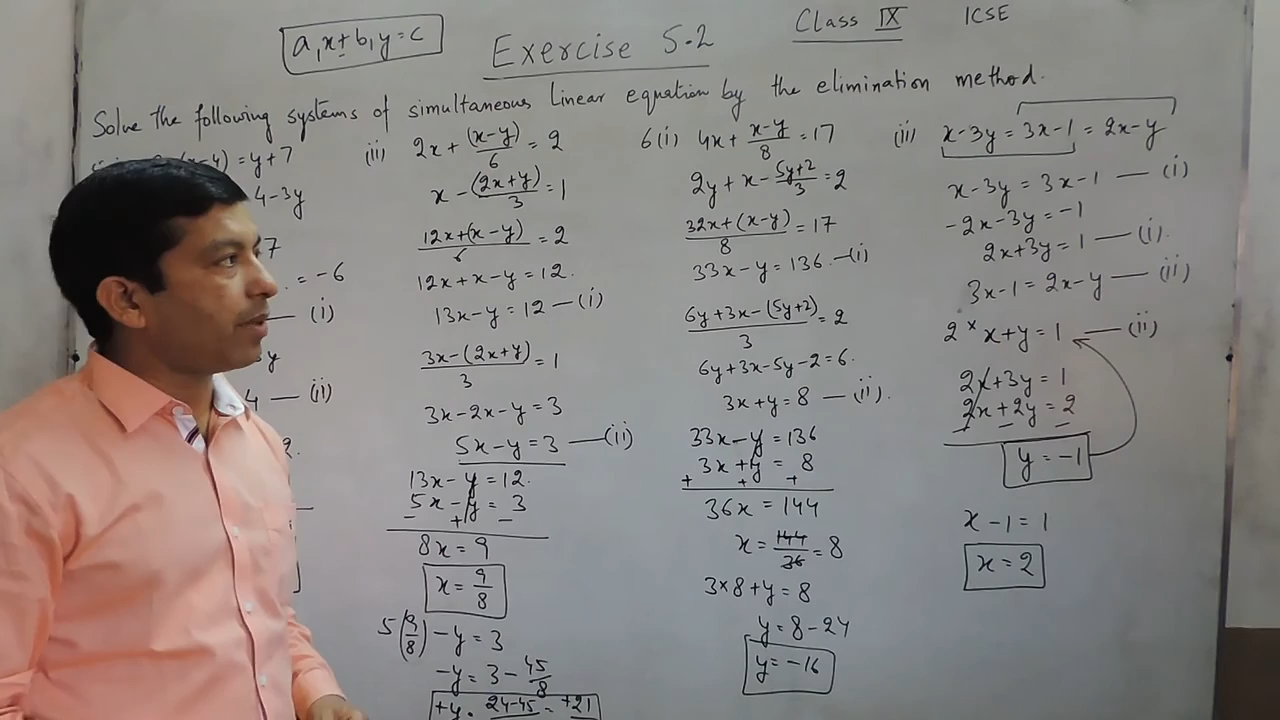 a₁x + b₁y = c
Exercise 5.2
Class IX ICSE
Solve the following systems of simultaneous linear equation by the elimination method.
(x-4) = y+7
4-3y
7
= -6
— (i)
y
4 — (ii)
2.
(ii) 2x + (x-y)/6 = 2
x - (2x+y)/3 = 1
12x+(x-y)/6 = 2
12x+x-y = 12.
13x-y = 12 — (i)
3x-(2x+y)/3 = 1
3x-2x-y = 3
5x-y = 3 — (ii)
13x-y = 12.
5x-y = 3
- + -
8x = 9
x = 9/8
5(9/8) - y = 3
-y = 3 - 45/8
+y = 24-45 = +21
6(i) 4x + x-y/8 = 17
2y + x - 5y+2/3 = 2
32x+(x-y)/8 = 17
33x-y = 136 — (i)
6y+3x-(5y+2)/3 = 2
6y+3x-5y-2 = 6.
3x+y = 8 — (ii).
33x-y = 136
3x+y = 8
+ + +
36x = 144
x = 144/36 = 8
3×8+y = 8
y = 8-24
y = -16
(ii) x-3y = 3x-1 = 2x-y
x-3y = 3x-1 — (i)
-2x-3y = -1
2x+3y = 1 — (i).
3x-1 = 2x-y — (ii)
2 × x+y = 1 — (ii)
2x+3y = 1
2x+2y = 2
- - -
y = -1
x-1 = 1
x = 2